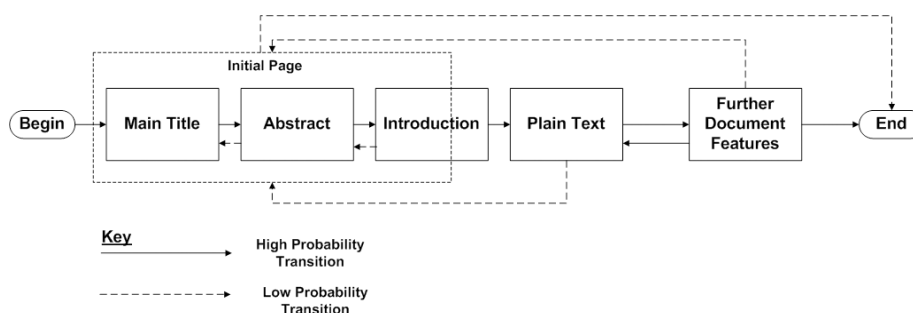 Initial Page
Begin
Main Title
Abstract
Introduction
Plain Text
Further
Document
Features
End
Key
High Probability
Transition
Low Probability
Transition